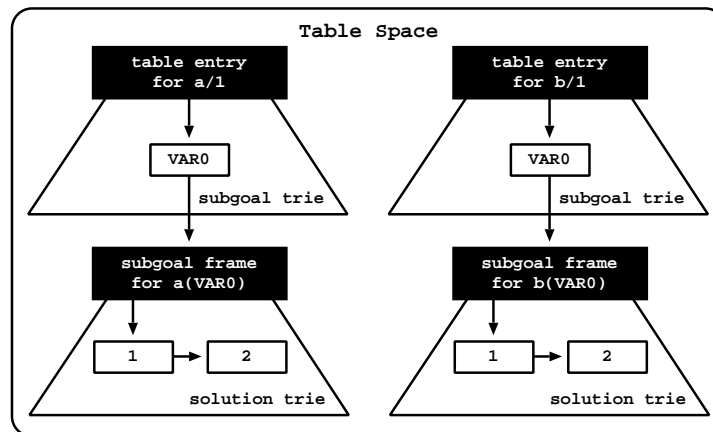 Table Space
table entry
for a/1
VAR0
subgoal trie
subgoal frame
for a(VAR0)
1
2
solution trie
table entry
for b/1
VAR0
subgoal trie
subgoal frame
for b(VAR0)
1
2
solution trie